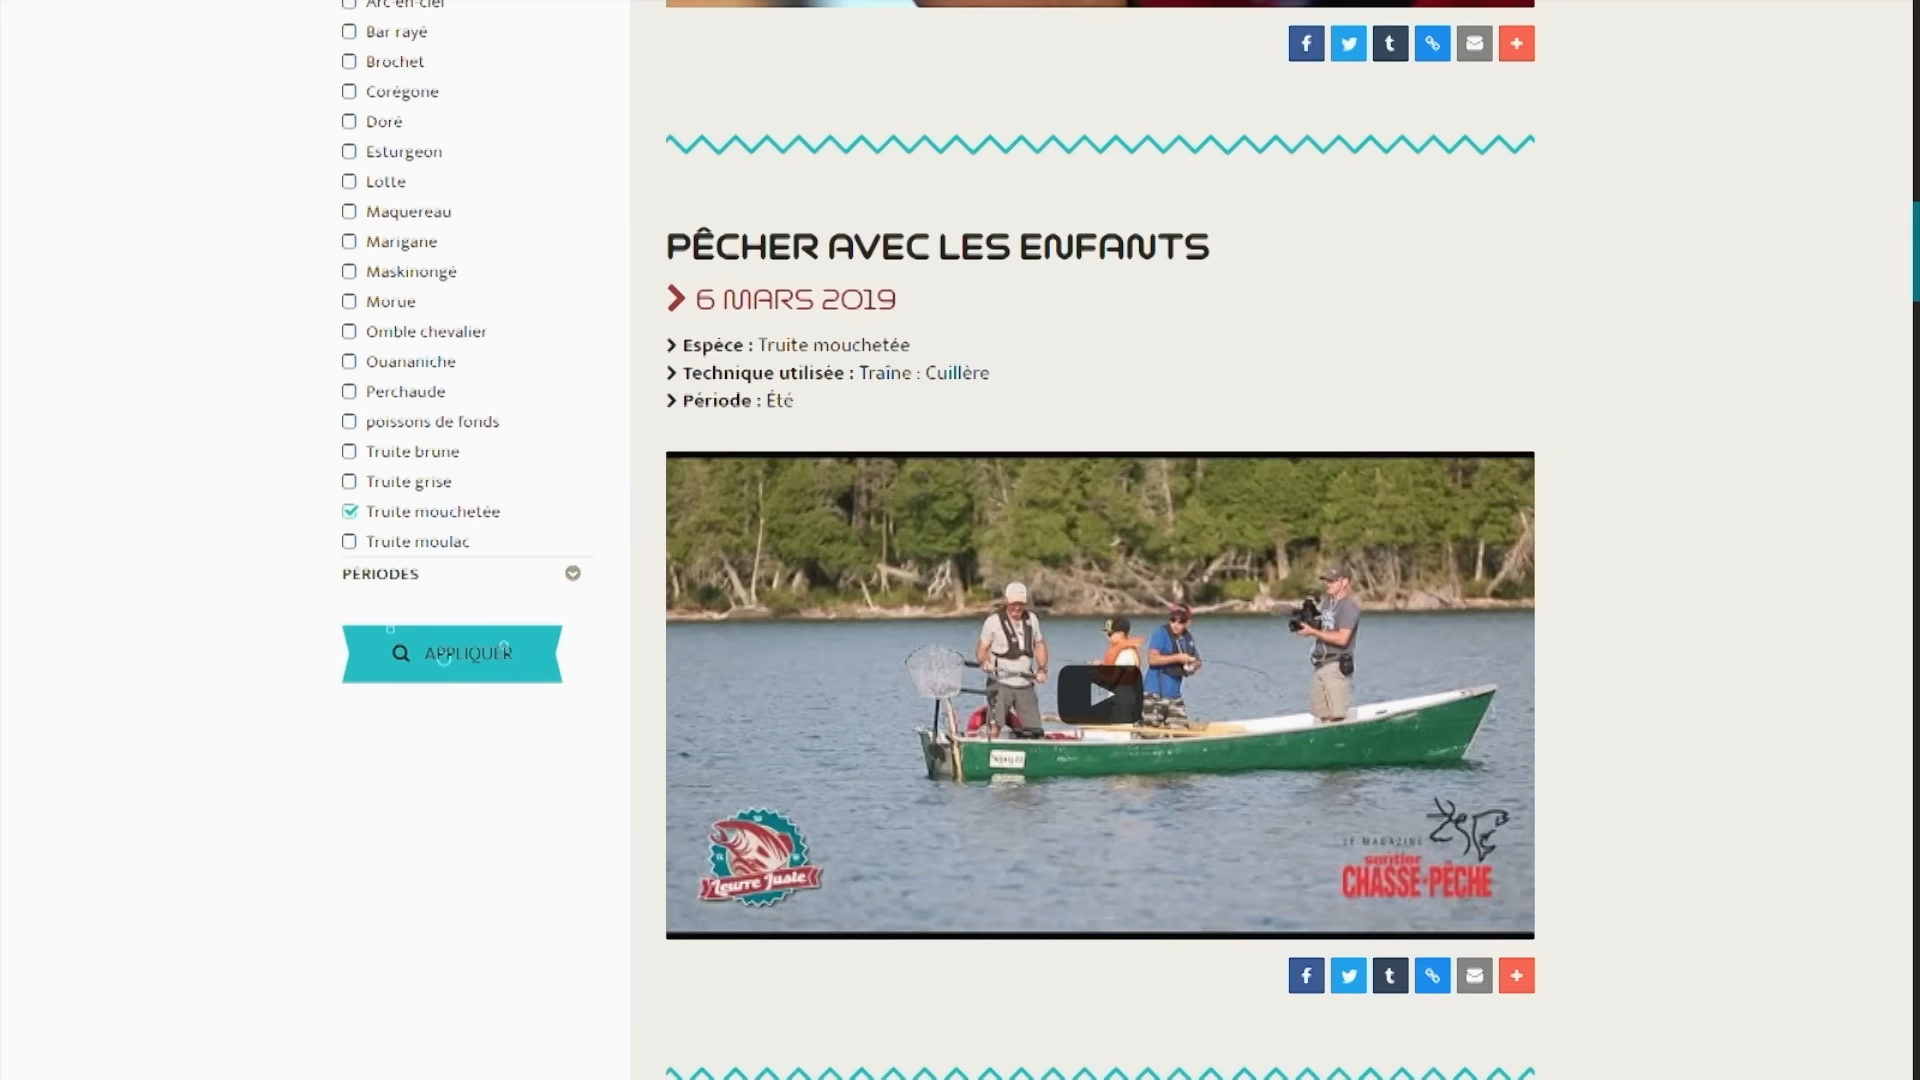 Arc-en-ciel
Bar rayé
Brochet
Corégone
Doré
Esturgeon
Lotte
Maquereau
Marigane
Maskinongé
Morue
Omble chevalier
Ouananiche
Perchaude
poissons de fonds
Truite brune
Truite grise
Truite mouchetée
Truite moulac
PÉRIODES
APPLIQUER
PÊCHER AVEC LES ENFANTS
6 MARS 2019
Espèce : Truite mouchetée
Technique utilisée : Traîne : Cuillère
Période : Été
Leurre Juste
LE MAGAZINE
sentier
CHASSE-PÊCHE